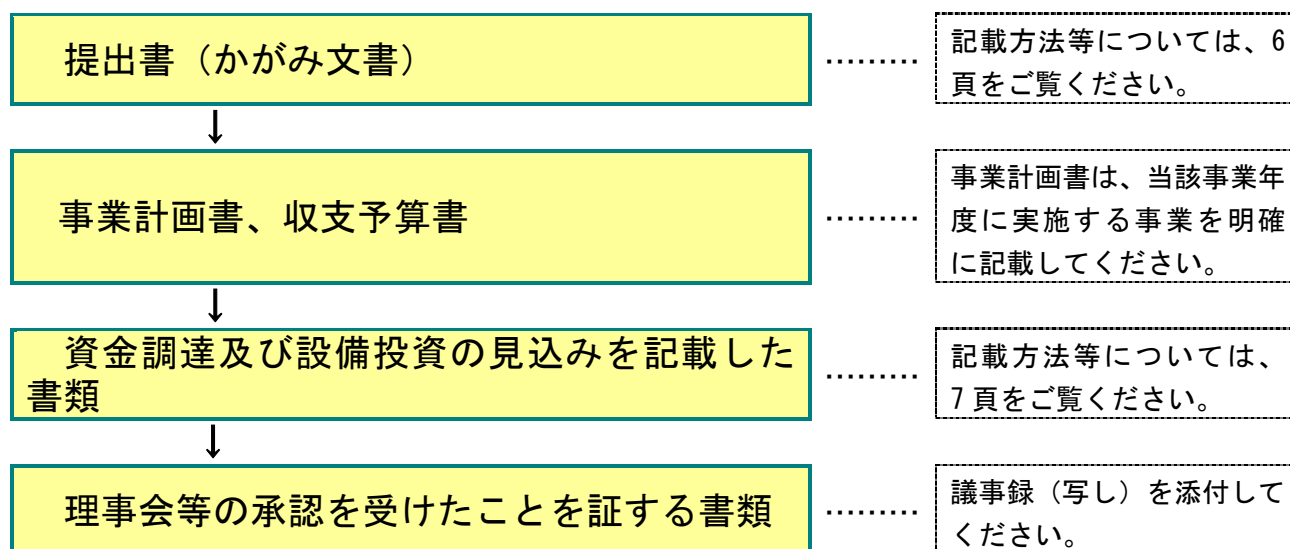 提出書（かがみ文書）
………
記載方法等については、6
頁をご覧ください。
↓
事業計画書、収支予算書
………
事業計画書は、当該事業年
度に実施する事業を明確
に記載してください。
↓
資金調達及び設備投資の見込みを記載した
書類
………
記載方法等については、
7頁をご覧ください。
↓
理事会等の承認を受けたことを証する書類
………
議事録（写し）を添付して
ください。